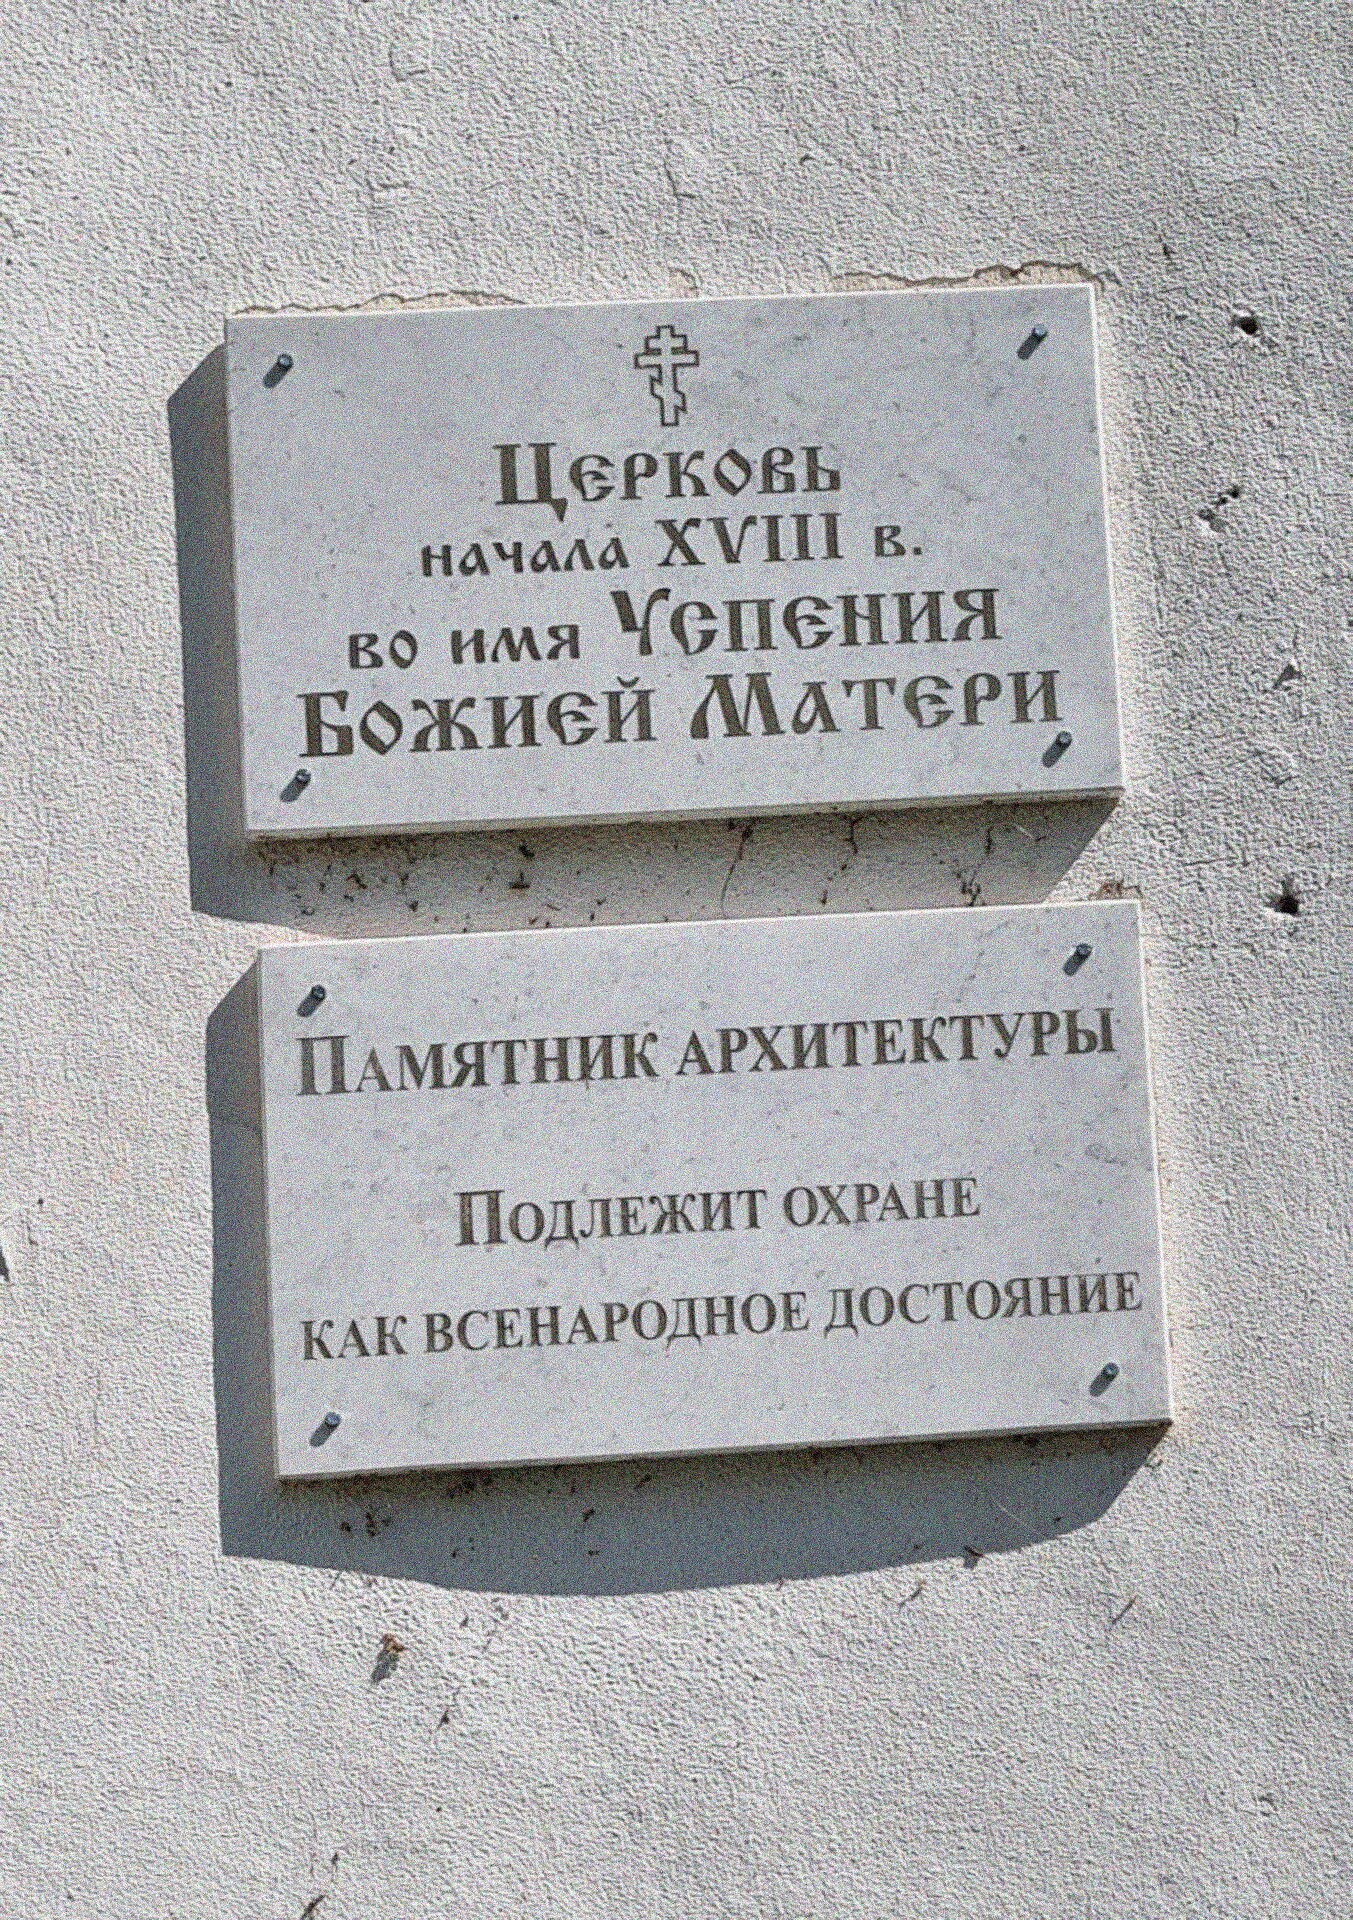 Церковь
начала XVIII в.
во имя Успения
Божией Матери
Памятник архитектуры
Подлежит охране
как всенародное достояние